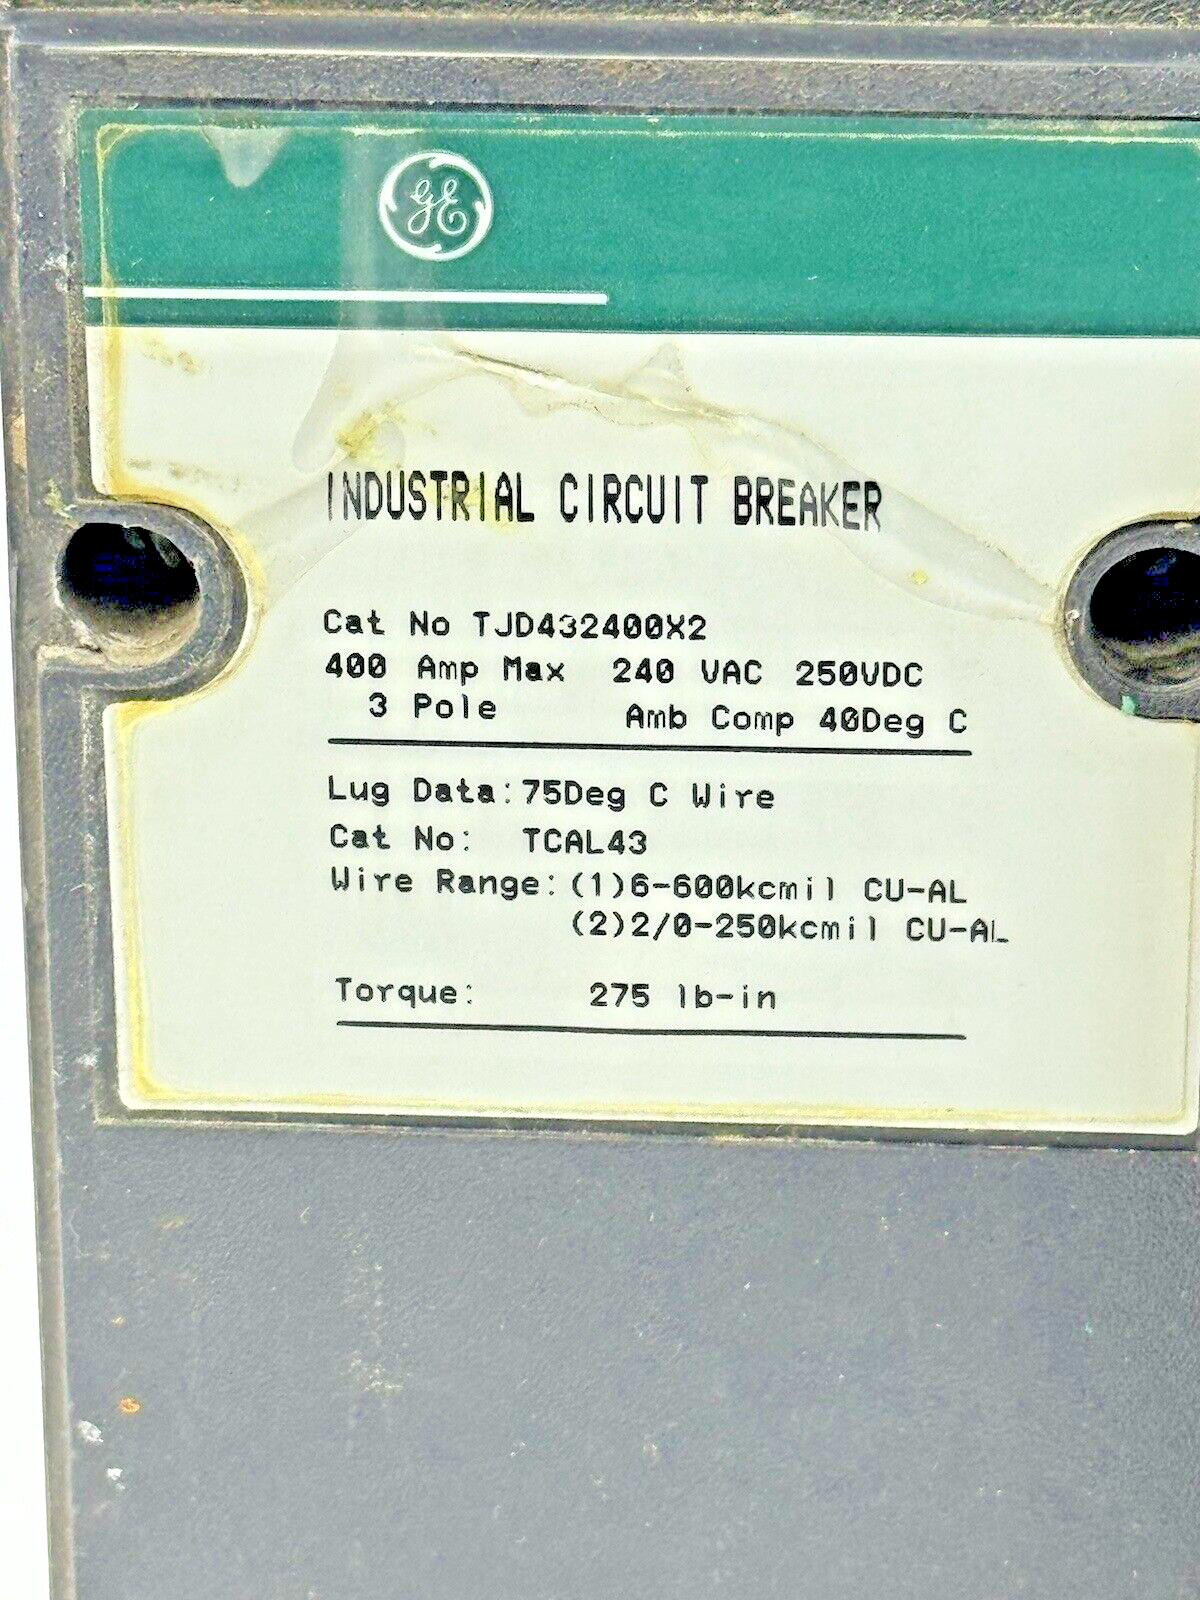 GE
INDUSTRIAL CIRCUIT BREAKER
Cat No TJD432400X2
400 Amp Max 240 VAC 250VDC
3 Pole Amb Comp 40Deg C
Lug Data: 75Deg C Wire
Cat No: TCAL43
Wire Range: (1)6-600kcmil CU-AL
(2)2/0-250kcmil CU-AL
Torque: 275 lb-in